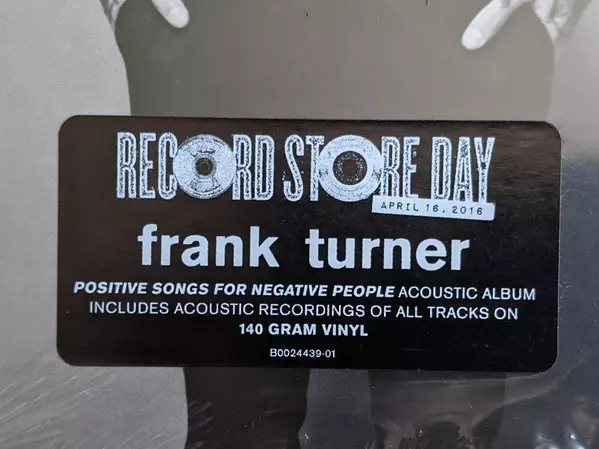 RECORD STORE DAY
APRIL 16, 2016
frank turner
POSITIVE SONGS FOR NEGATIVE PEOPLE ACOUSTIC ALBUM
INCLUDES ACOUSTIC RECORDINGS OF ALL TRACKS ON
140 GRAM VINYL
B0024439-01